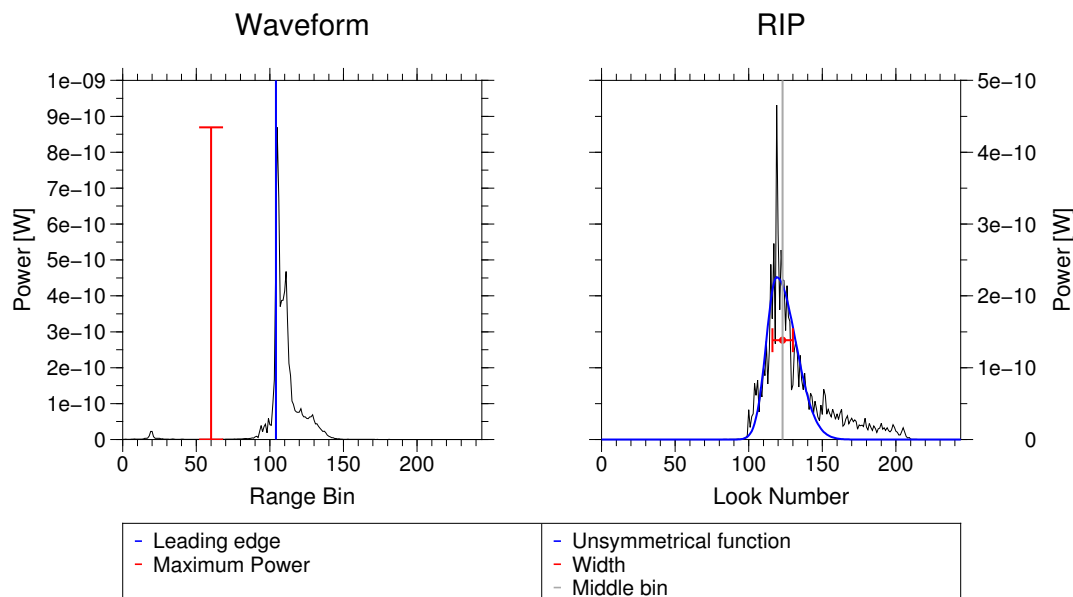 Waveform
RIP
1e−09
9e−10
8e−10
7e−10
6e−10
5e−10
4e−10
3e−10
2e−10
1e−10
0
Power [W]
0 50 100 150 200
Range Bin
5e−10
4e−10
3e−10
2e−10
1e−10
0
Power [W]
0 50 100 150 200
Look Number
Leading edge
Maximum Power
Unsymmetrical function
Width
Middle bin